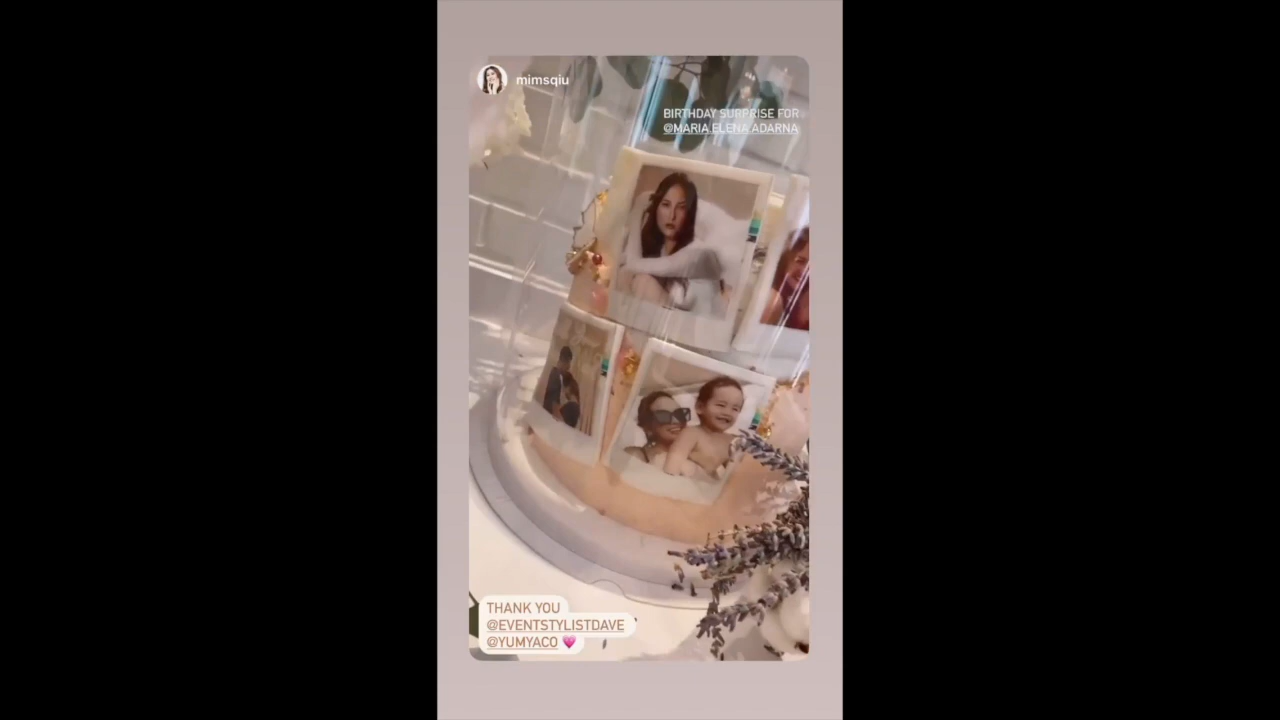 mimsqiu
BIRTHDAY SURPRISE FOR
@MARIA ELENA ADARNA
THANK YOU
@EVENTSTYLISTDAVE
@YUMYACO 💗